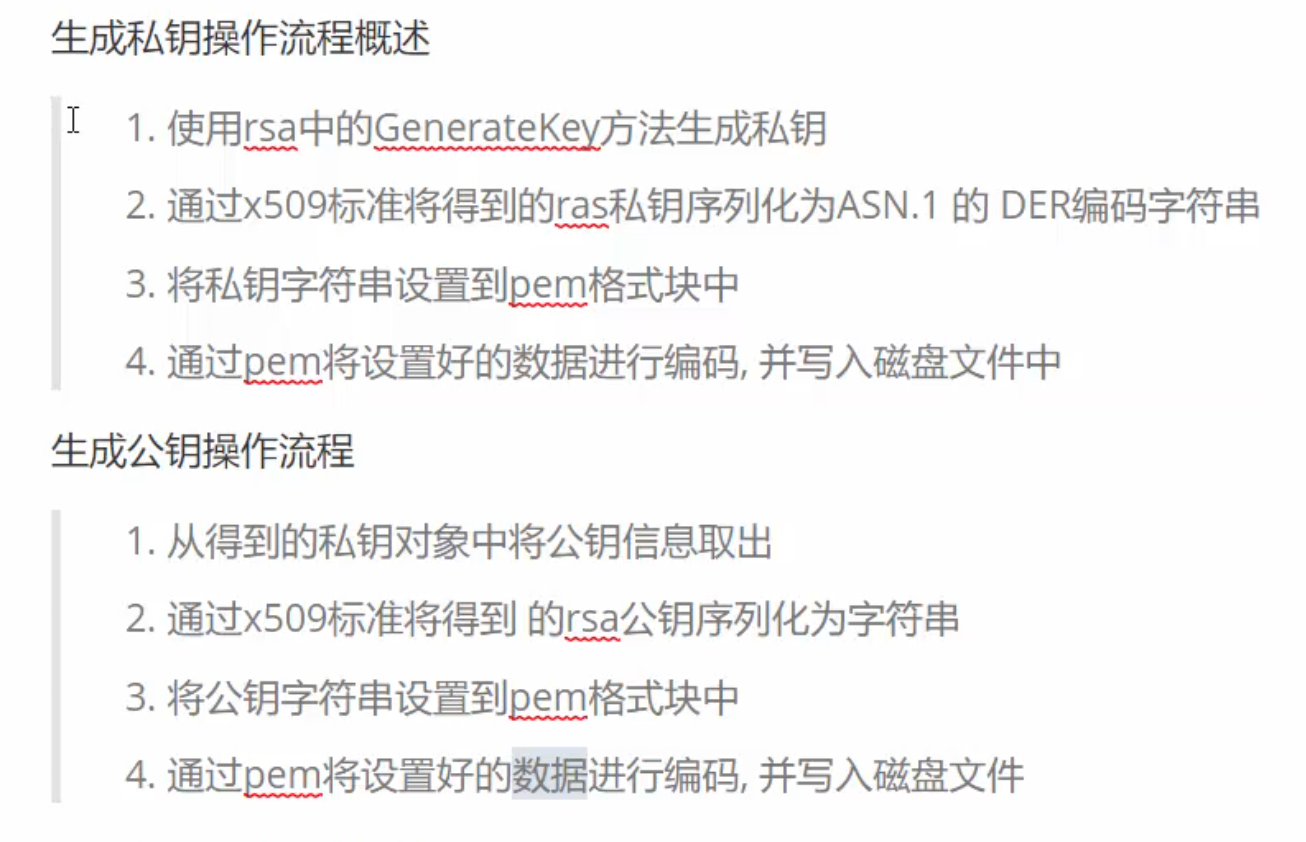 生成私钥操作流程概述
1. 使用rsa中的GenerateKey方法生成私钥
2. 通过x509标准将得到的ras私钥序列化为ASN.1 的 DER编码字符串
3. 将私钥字符串设置到pem格式块中
4. 通过pem将设置好的数据进行编码, 并写入磁盘文件中
生成公钥操作流程
1. 从得到的私钥对象中将公钥信息取出
2. 通过x509标准将得到 的rsa公钥序列化为字符串
3. 将公钥字符串设置到pem格式块中
4. 通过pem将设置好的数据进行编码, 并写入磁盘文件